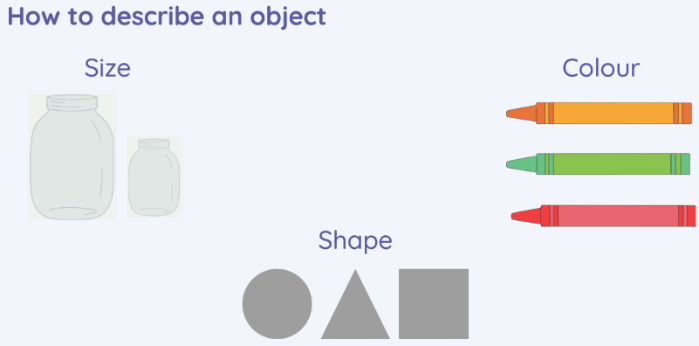 How to describe an object
Size
Colour
Shape